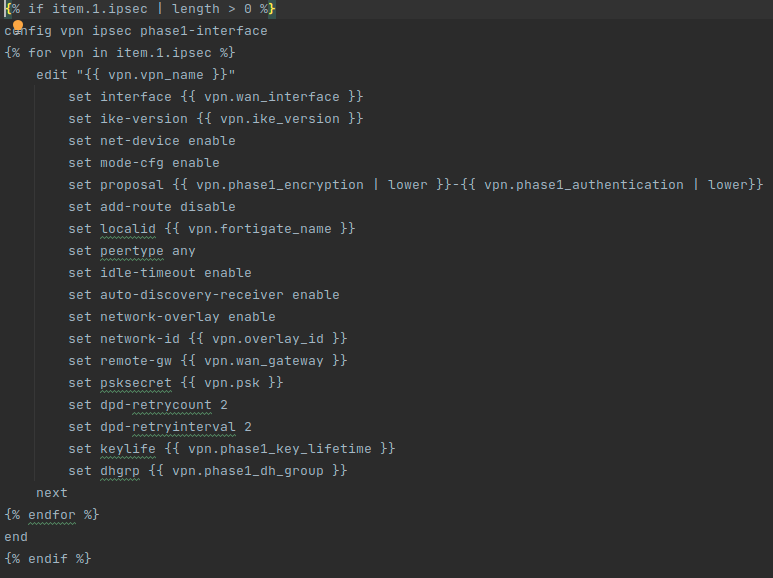 {% if item.1.ipsec | length > 0 %}
config vpn ipsec phase1-interface
{% for vpn in item.1.ipsec %}
    edit "{{ vpn.vpn_name }}"
        set interface {{ vpn.wan_interface }}
        set ike-version {{ vpn.ike_version }}
        set net-device enable
        set mode-cfg enable
        set proposal {{ vpn.phase1_encryption | lower }}-{{ vpn.phase1_authentication | lower}}
        set add-route disable
        set localid {{ vpn.fortigate_name }}
        set peertype any
        set idle-timeout enable
        set auto-discovery-receiver enable
        set network-overlay enable
        set network-id {{ vpn.overlay_id }}
        set remote-gw {{ vpn.wan_gateway }}
        set psksecret {{ vpn.psk }}
        set dpd-retrycount 2
        set dpd-retryinterval 2
        set keylife {{ vpn.phase1_key_lifetime }}
        set dhgrp {{ vpn.phase1_dh_group }}
    next
{% endfor %}
end
{% endif %}